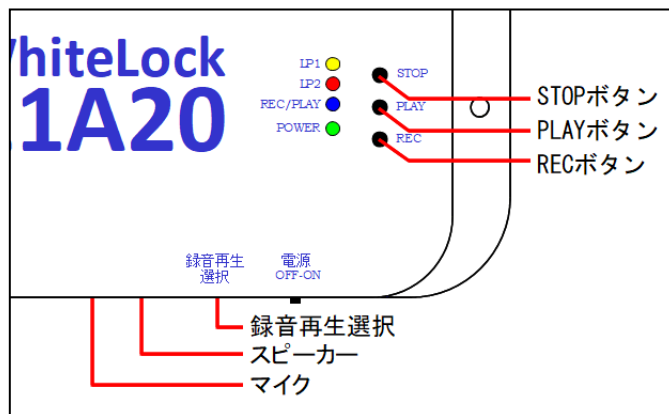 WhiteLock
1A20
LP1
LP2
REC/PLAY
POWER
STOP
PLAY
REC
STOPボタン
PLAYボタン
RECボタン
録音再生
選択
電源
OFF-ON
録音再生選択
スピーカー
マイク